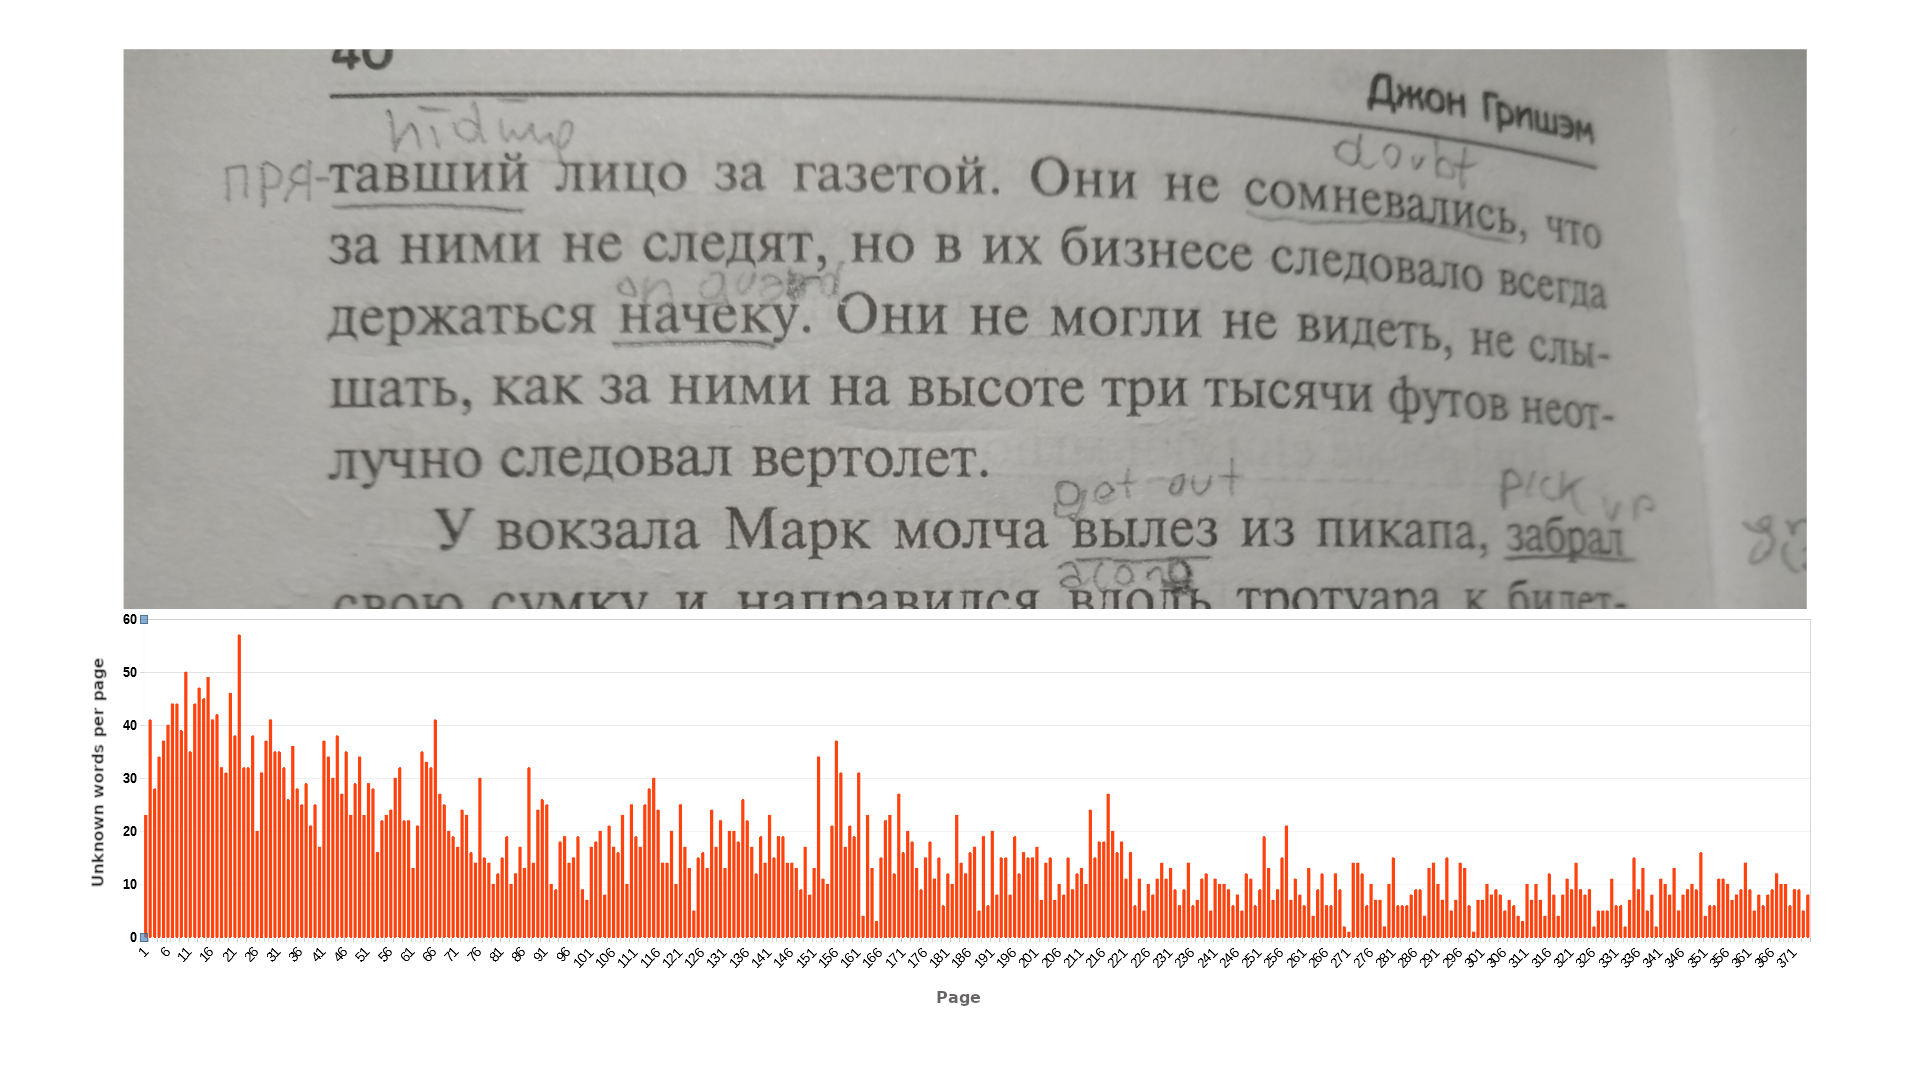 40
Джон Гришэм
hiding
doubt
пря-тавший лицо за газетой. Они не сомневались, что
за ними не следят, но в их бизнесе следовало всегда
on guard
держаться начеку. Они не могли не видеть, не слы-
шать, как за ними на высоте три тысячи футов неот-
лучно следовал вертолет.
get out
pick up
У вокзала Марк молча вылез из пикапа, забрал
along
свою сумку и направился вдоль тротуара к билет-
Unknown words per page
60
50
40
30
20
10
0
1 6 11 16 21 26 31 36 41 46 51 56 61 66 71 76 81 86 91 96 101 106 111 116 121 126 131 136 141 146 151 156 161 166 171 176 181 186 191 196 201 206 211 216 221 226 231 236 241 246 251 256 261 266 271 276 281 286 291 296 301 306 311 316 321 326 331 336 341 346 351 356 361 366 371
Page